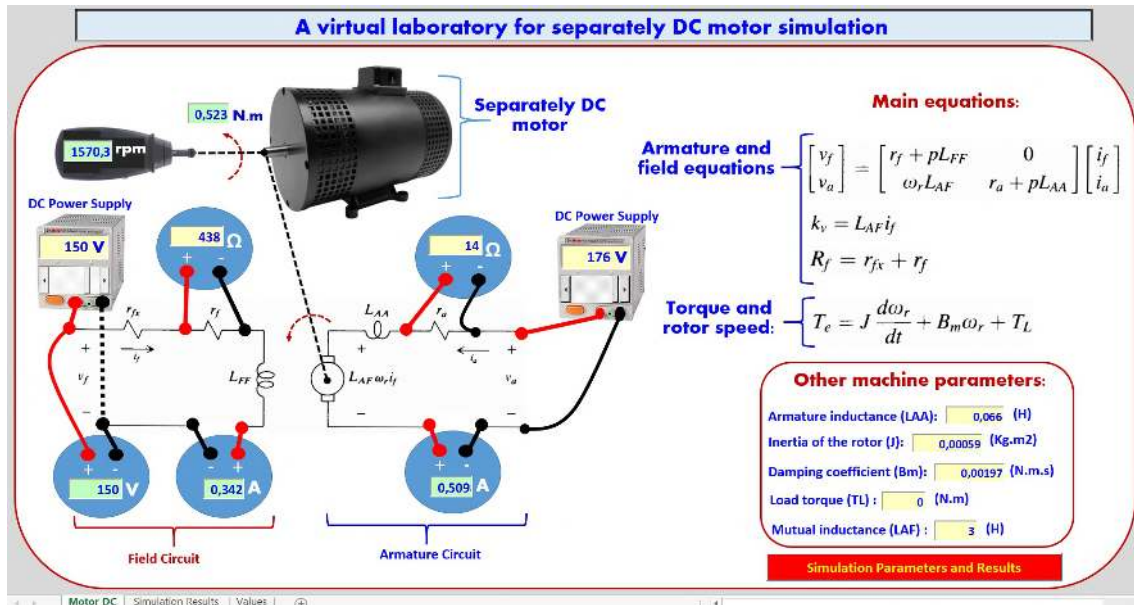 A virtual laboratory for separately DC motor simulation
0,523 N.m
1570,3 rpm
Separately DC
motor
DC Power Supply
150 V
438 Ω
14 Ω
DC Power Supply
176 V
+ -
+ -
r_fx
r_f
i_f
L_AA
r_a
i_a
+
v_f
−
L_FF
+
L_AF ω_r i_f
−
+
v_a
−
+ -
150 V
- +
0,342 A
+ -
0,509 A
Field Circuit
Armature Circuit
Main equations:
Armature and
field equations
[v_f v_a] = [r_f + pL_FF 0 ω_r L_AF r_a + pL_AA] [i_f i_a]
k_v = L_AF i_f
R_f = r_fx + r_f
Torque and
rotor speed:
T_e = J dω_r/dt + B_m ω_r + T_L
Other machine parameters:
Armature inductance (LAA): 0,066 (H)
Inertia of the rotor (J): 0,00059 (Kg.m2)
Damping coefficient (Bm): 0,00197 (N.m.s)
Load torque (TL) : 0 (N.m)
Mutual inductance (LAF) : 3 (H)
Simulation Parameters and Results
Motor DC Simulation Results Values